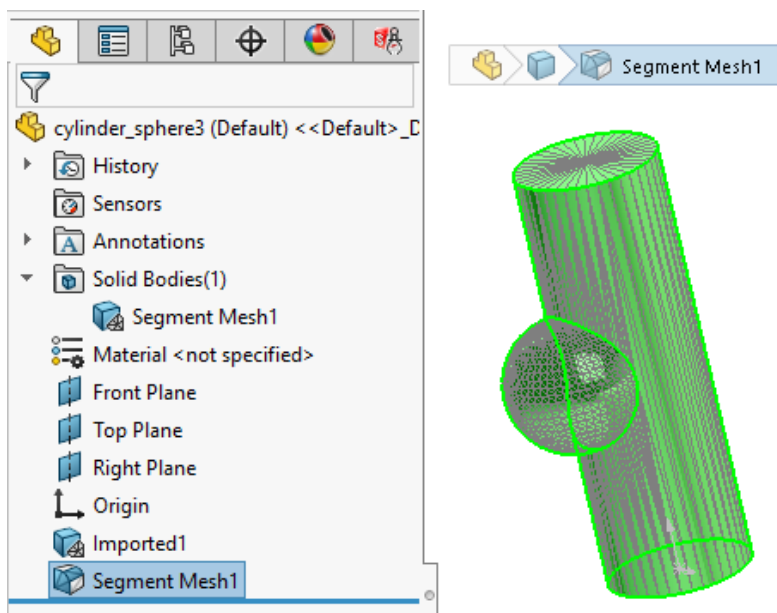 cylinder_sphere3 (Default) <<Default>_D
History
Sensors
A Annotations
Solid Bodies(1)
Segment Mesh1
Material <not specified>
Front Plane
Top Plane
Right Plane
Origin
Imported1
Segment Mesh1
Segment Mesh1